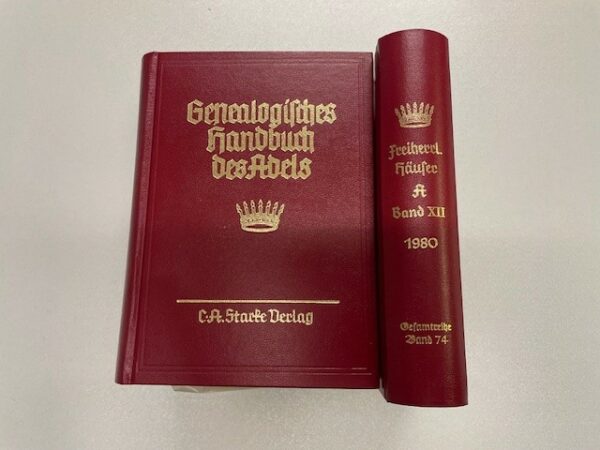 Genealogisches
Handbuch
des Adels
C.A. Starke Verlag
Freiherrl.
Häuser
A
Band XII
1980
Gesamtreihe
Band 74